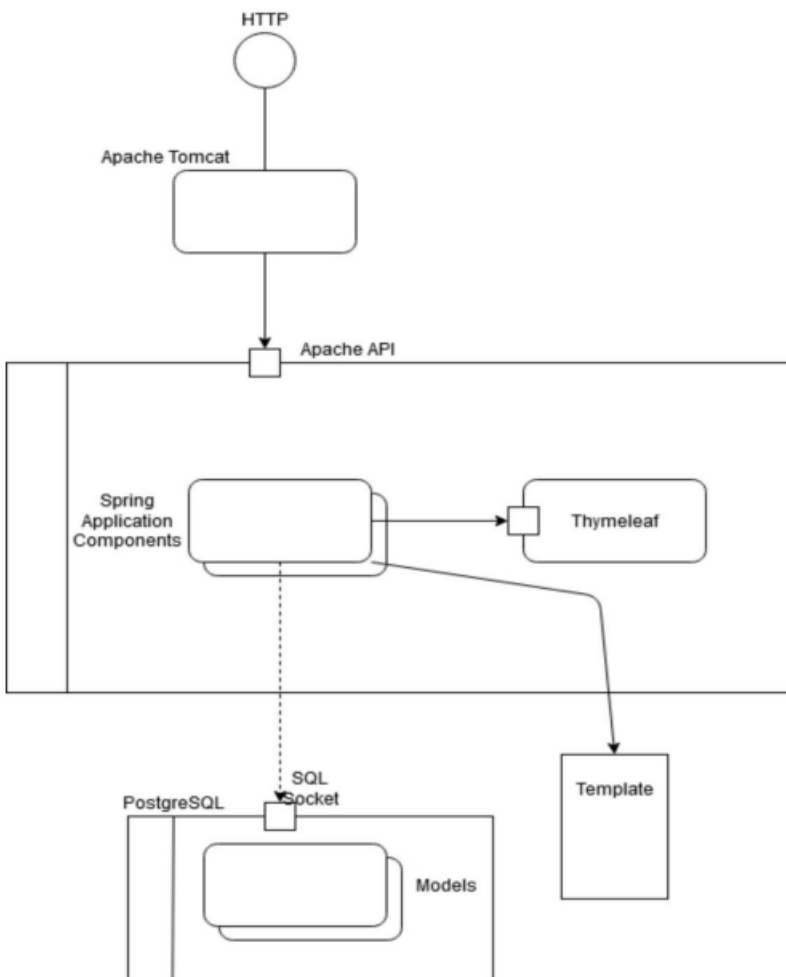 HTTP
Apache Tomcat
Apache API
Spring
Application
Components
Thymeleaf
SQL
Socket
PostgreSQL
Template
Models